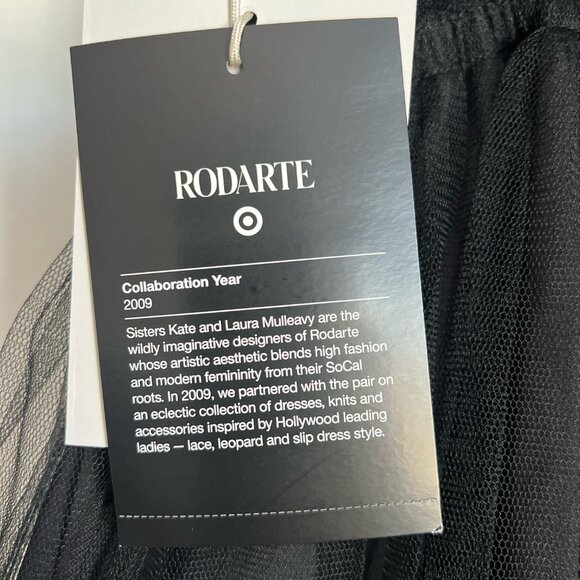 RODARTE
Collaboration Year
2009
Sisters Kate and Laura Mulleavy are the
wildly imaginative designers of Rodarte
whose artistic aesthetic blends high fashion
and modern femininity from their SoCal
roots. In 2009, we partnered with the pair on
an eclectic collection of dresses, knits and
accessories inspired by Hollywood leading
ladies — lace, leopard and slip dress style.